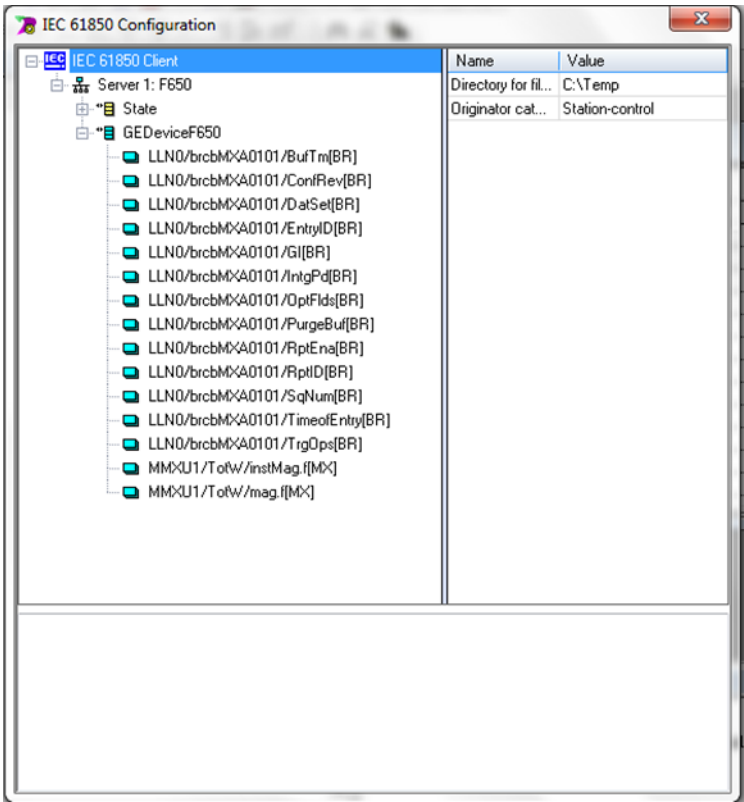 IEC 61850 Configuration
IEC IEC 61850 Client
Server 1: F650
State
GEDeviceF650
LLN0/brcbMXA0101/BufTm[BR]
LLN0/brcbMXA0101/ConfRev[BR]
LLN0/brcbMXA0101/DatSet[BR]
LLN0/brcbMXA0101/EntryID[BR]
LLN0/brcbMXA0101/GI[BR]
LLN0/brcbMXA0101/IntgPd[BR]
LLN0/brcbMXA0101/OptFlds[BR]
LLN0/brcbMXA0101/PurgeBuf[BR]
LLN0/brcbMXA0101/RptEna[BR]
LLN0/brcbMXA0101/RptID[BR]
LLN0/brcbMXA0101/SqNum[BR]
LLN0/brcbMXA0101/TimeofEntry[BR]
LLN0/brcbMXA0101/TrgOps[BR]
MMXU1/TotW/instMag.f[MX]
MMXU1/TotW/mag.f[MX]
Name Value
Directory for fil... C:\Temp
Originator cat... Station-control